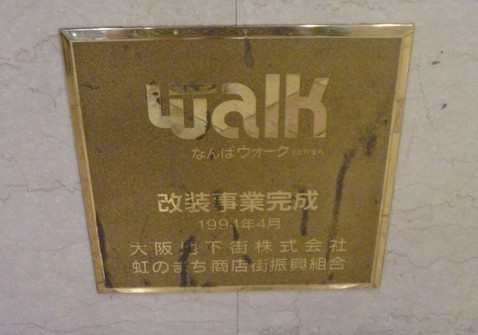 walk
なんばウォーク
改装事業完成
1994年4月
大阪地下街株式会社
虹のまち商店街振興組合